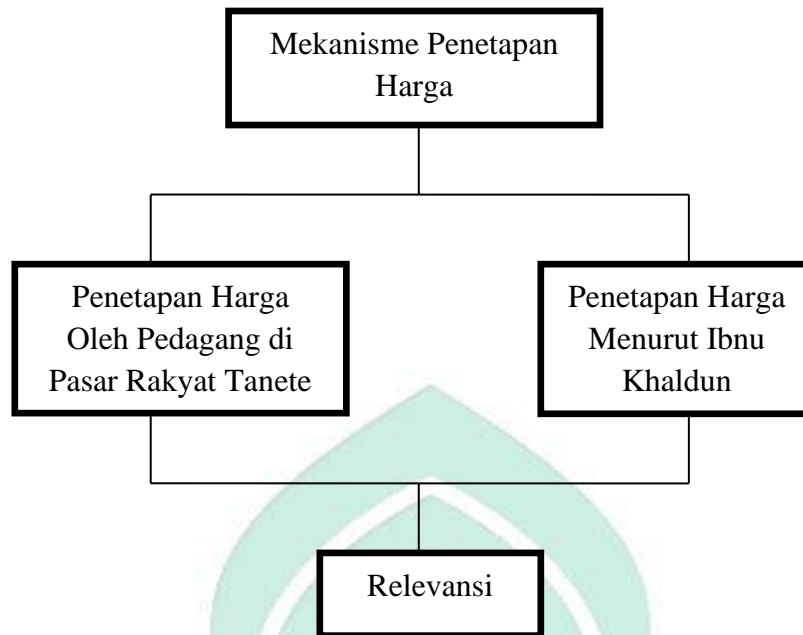 Mekanisme Penetapan
Harga
Penetapan Harga
Oleh Pedagang di
Pasar Rakyat Tanete
Penetapan Harga
Menurut Ibnu
Khaldun
Relevansi